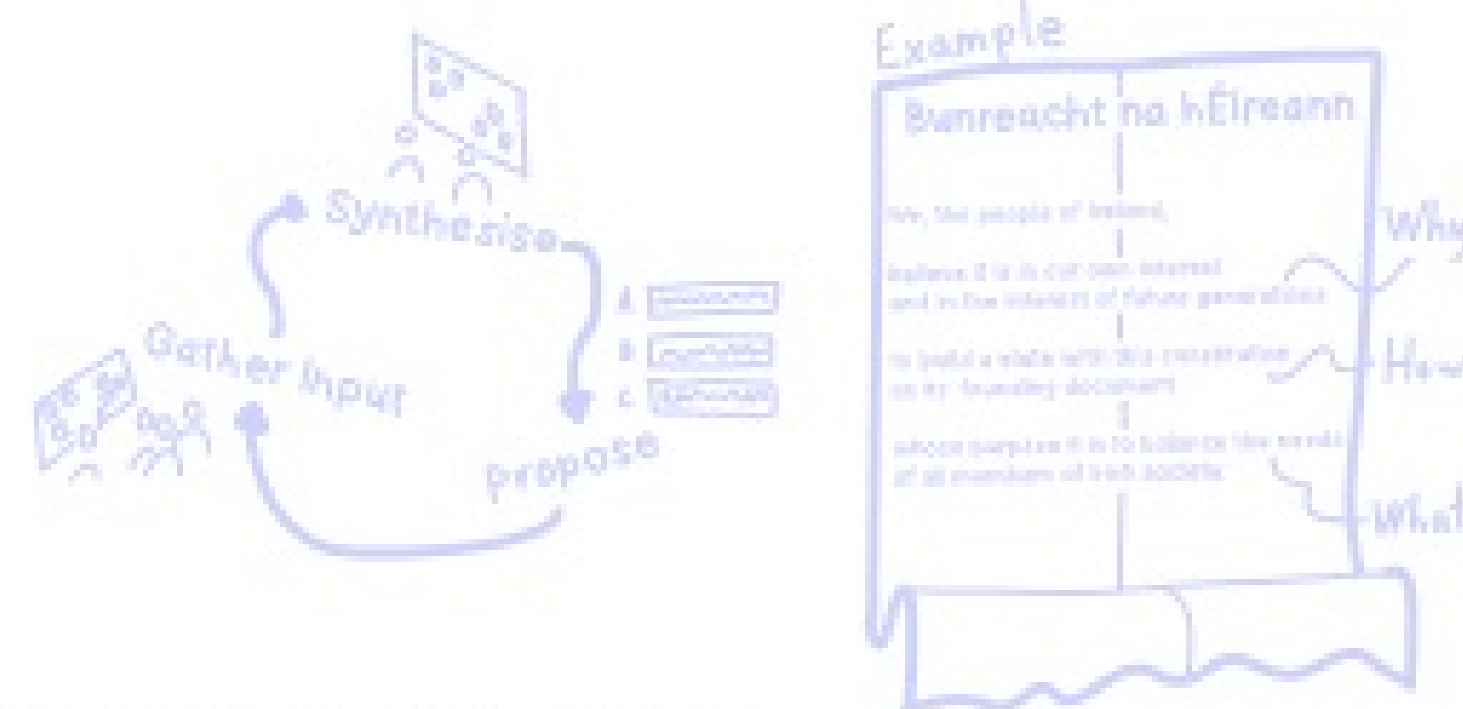 Synthesise
Gather input
A
B
C
propose
Example
Bunreacht na hÉireann
We, the people of Ireland,
believe it is in our own interest
and in the interest of future generations
Why
to build a state with this constitution
as its founding document
How
whose purpose it is to balance the needs
of all members of society.
What